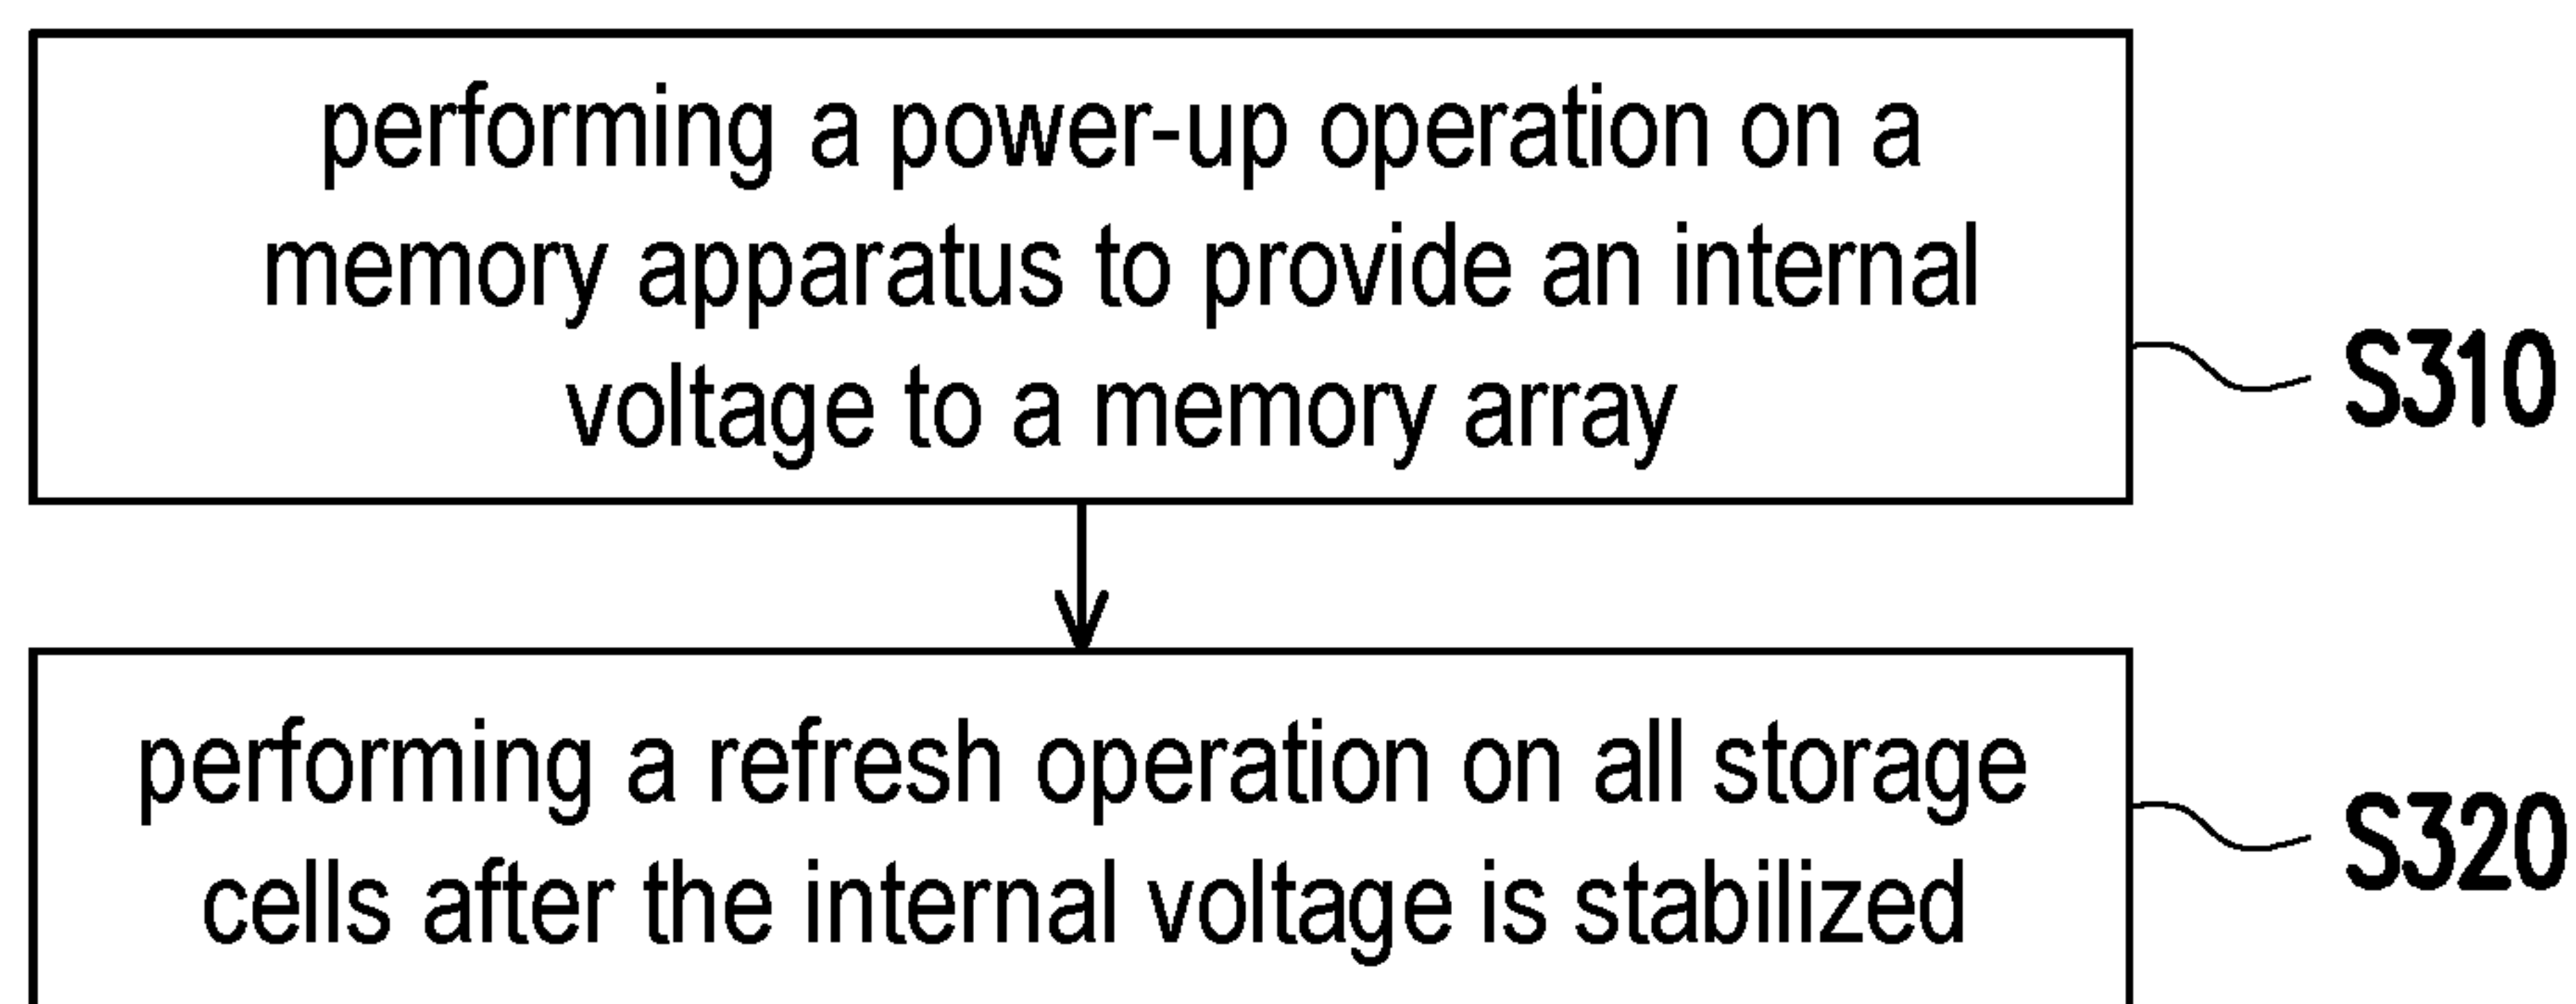 performing a power-up operation on a
memory apparatus to provide an internal
voltage to a memory array
S310
performing a refresh operation on all storage
cells after the internal voltage is stabilized
S320